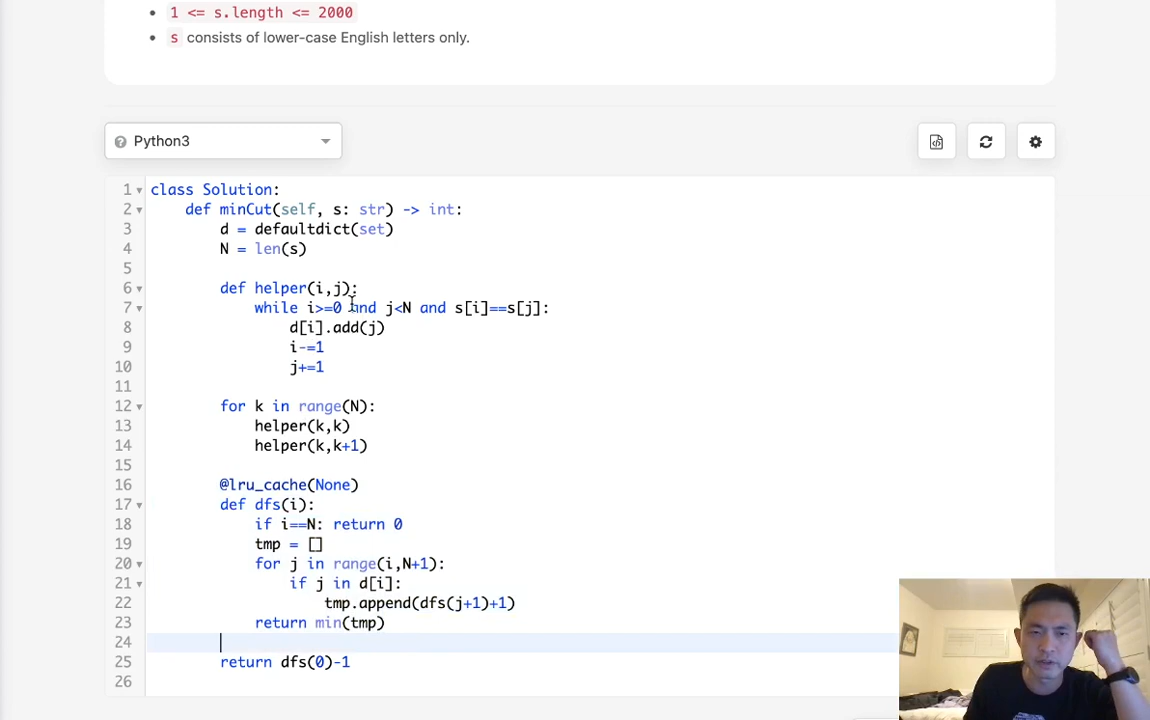 1 <= s.length <= 2000
s consists of lower-case English letters only.
Python3
1 class Solution:
2 def minCut(self, s: str) -> int:
3 d = defaultdict(set)
4 N = len(s)
5
6 def helper(i,j):
7 while i>=0 and j<N and s[i]==s[j]:
8 d[i].add(j)
9 i-=1
10 j+=1
11
12 for k in range(N):
13 helper(k,k)
14 helper(k,k+1)
15
16 @lru_cache(None)
17 def dfs(i):
18 if i==N: return 0
19 tmp = []
20 for j in range(i,N+1):
21 if j in d[i]:
22 tmp.append(dfs(j+1)+1)
23 return min(tmp)
24
25 return dfs(0)-1
26